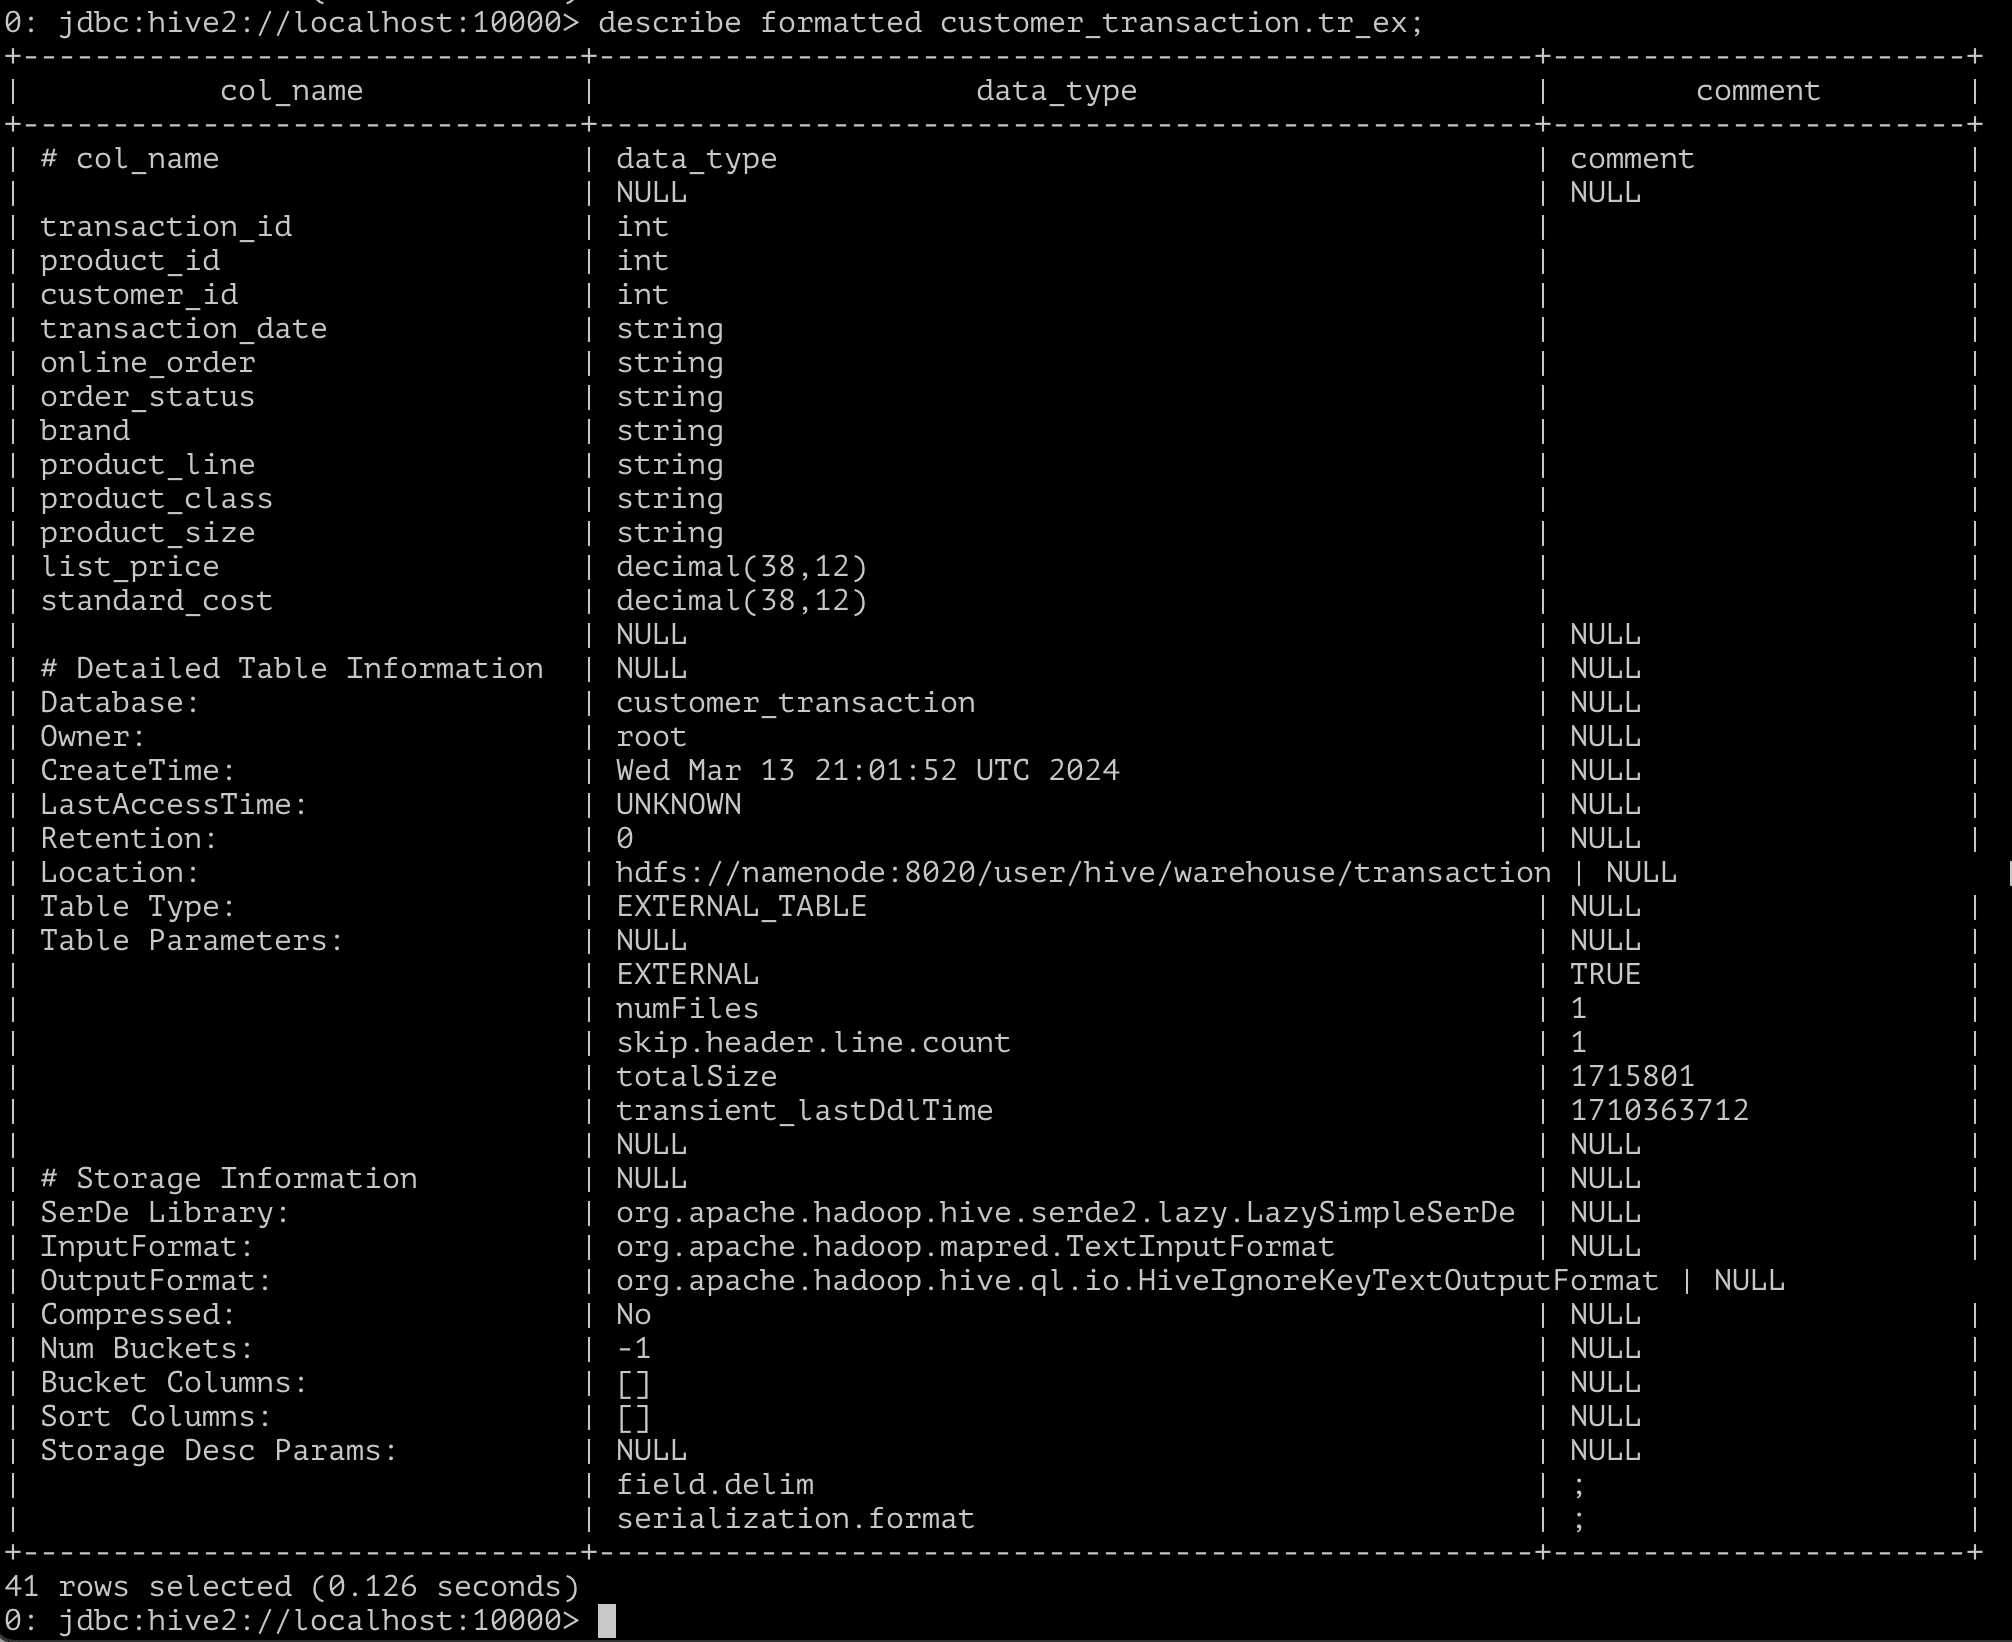 0: jdbc:hive2://localhost:10000> describe formatted customer_transaction.tr_ex;
+-------------------------------+----------------------------------------------------+-----------------------+
| col_name | data_type | comment |
+-------------------------------+----------------------------------------------------+-----------------------+
| # col_name | data_type | comment |
| | NULL | NULL |
| transaction_id | int | |
| product_id | int | |
| customer_id | int | |
| transaction_date | string | |
| online_order | string | |
| order_status | string | |
| brand | string | |
| product_line | string | |
| product_class | string | |
| product_size | string | |
| list_price | decimal(38,12) | |
| standard_cost | decimal(38,12) | |
| | NULL | NULL |
| # Detailed Table Information | NULL | NULL |
| Database: | customer_transaction | NULL |
| Owner: | root | NULL |
| CreateTime: | Wed Mar 13 21:01:52 UTC 2024 | NULL |
| LastAccessTime: | UNKNOWN | NULL |
| Retention: | 0 | NULL |
| Location: | hdfs://namenode:8020/user/hive/warehouse/transaction | NULL |
| Table Type: | EXTERNAL_TABLE | NULL |
| Table Parameters: | NULL | NULL |
| | EXTERNAL | TRUE |
| | numFiles | 1 |
| | skip.header.line.count | 1 |
| | totalSize | 1715801 |
| | transient_lastDdlTime | 1710363712 |
| | NULL | NULL |
| # Storage Information | NULL | NULL |
| SerDe Library: | org.apache.hadoop.hive.serde2.lazy.LazySimpleSerDe | NULL |
| InputFormat: | org.apache.hadoop.mapred.TextInputFormat | NULL |
| OutputFormat: | org.apache.hadoop.hive.ql.io.HiveIgnoreKeyTextOutputFormat | NULL
| Compressed: | No | NULL |
| Num Buckets: | -1 | NULL |
| Bucket Columns: | [] | NULL |
| Sort Columns: | [] | NULL |
| Storage Desc Params: | NULL | NULL |
| | field.delim | ; |
| | serialization.format | ; |
+-------------------------------+----------------------------------------------------+-----------------------+
41 rows selected (0.126 seconds)
0: jdbc:hive2://localhost:10000>